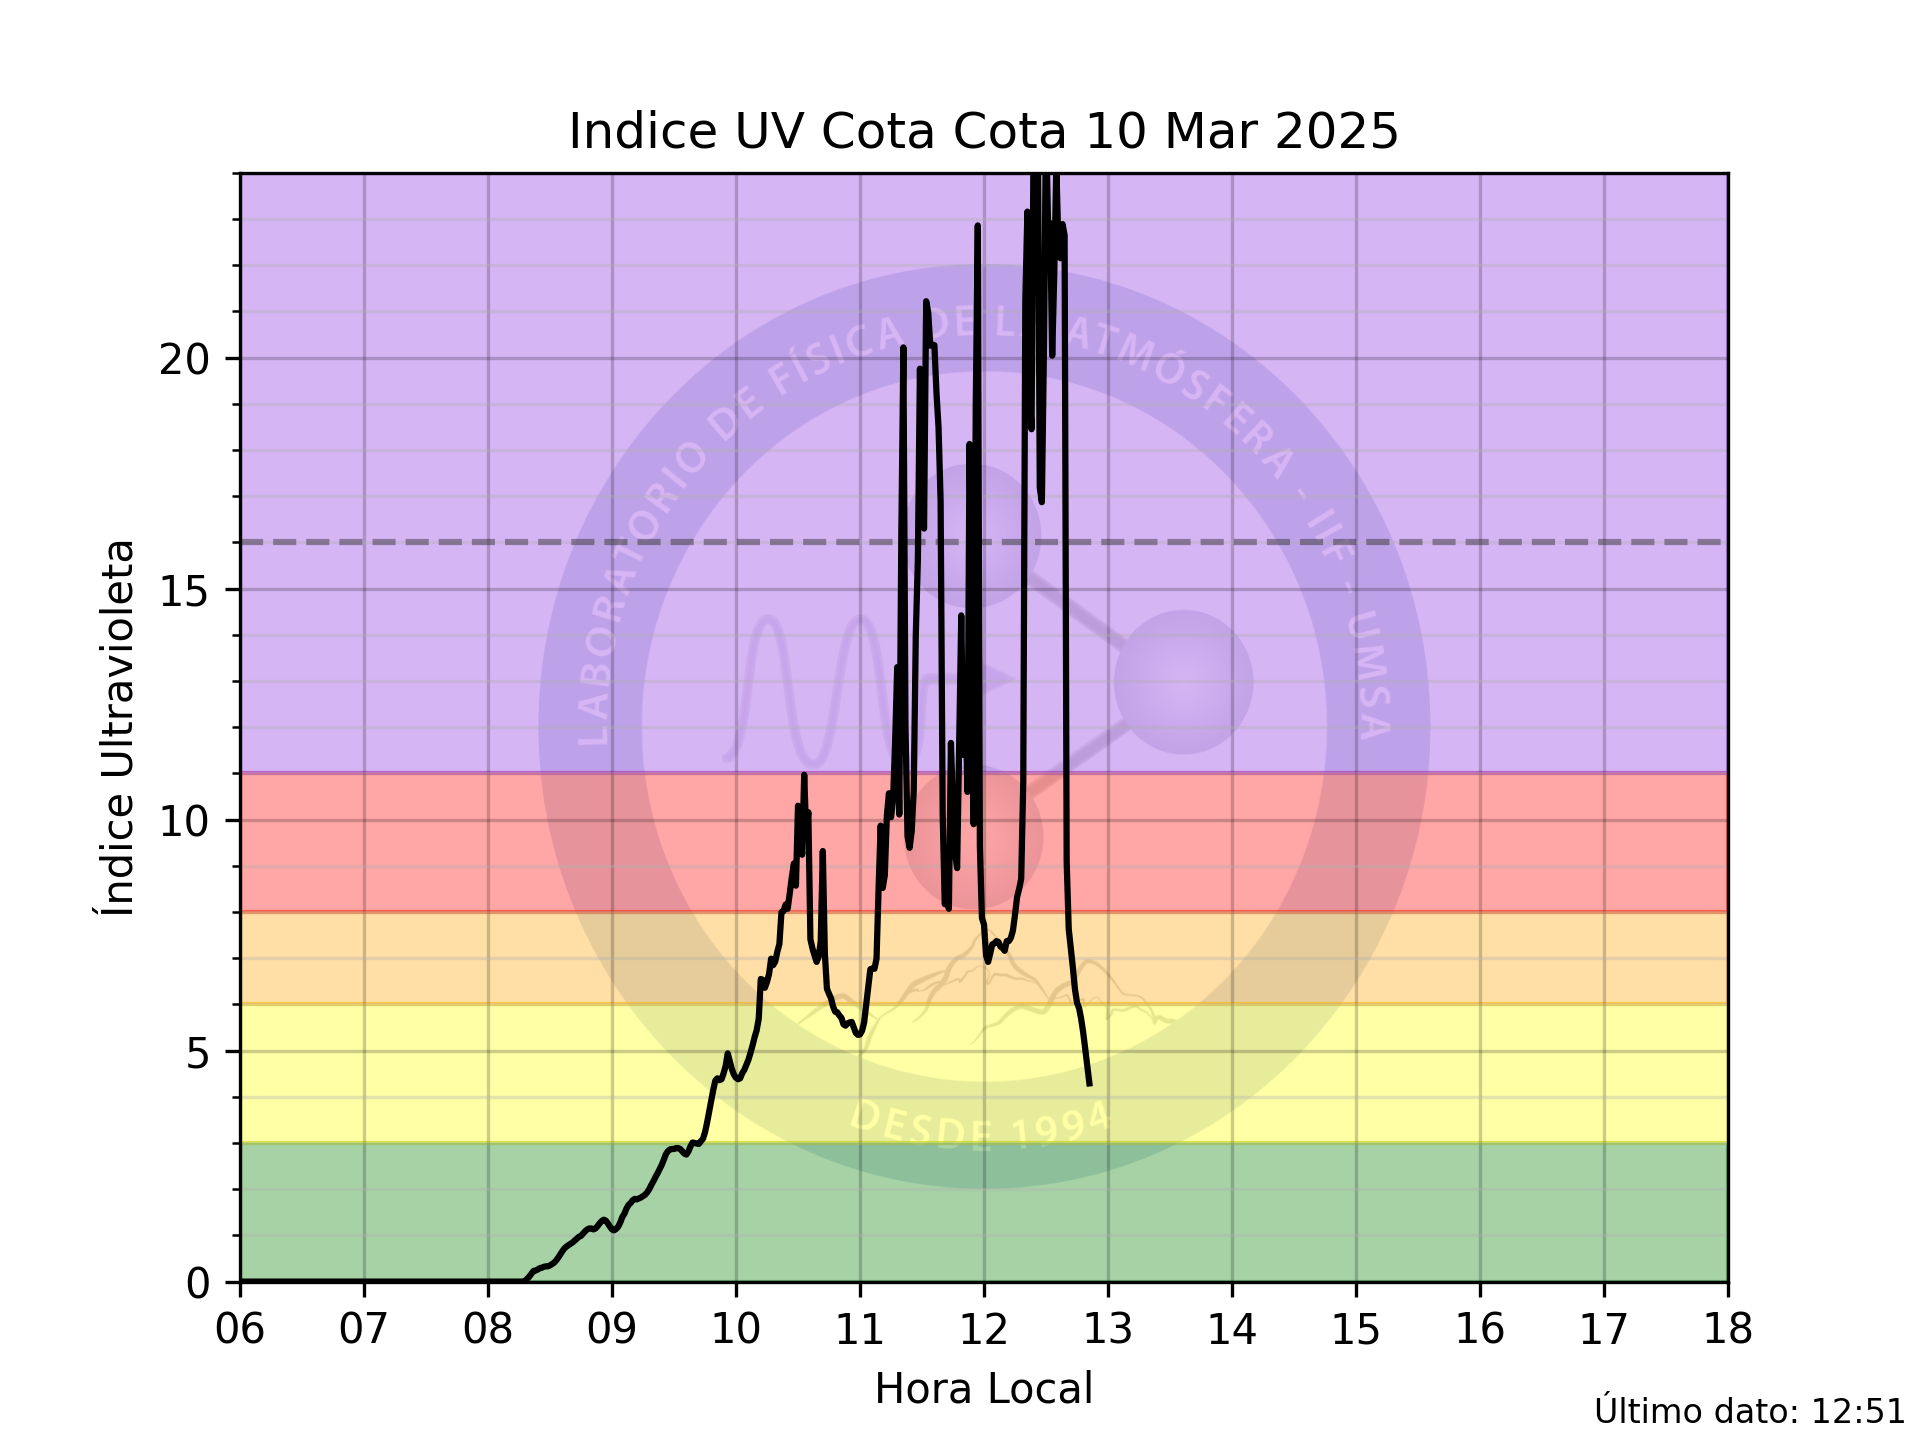 Indice UV Cota Cota 10 Mar 2025
Índice Ultravioleta
20
15
10
5
0
06 07 08 09 10 11 12 13 14 15 16 17 18
Hora Local
Último dato: 12:51
LABORATORIO DE FÍSICA DE LA ATMÓSFERA - IIF - UMSA
DESDE 1994